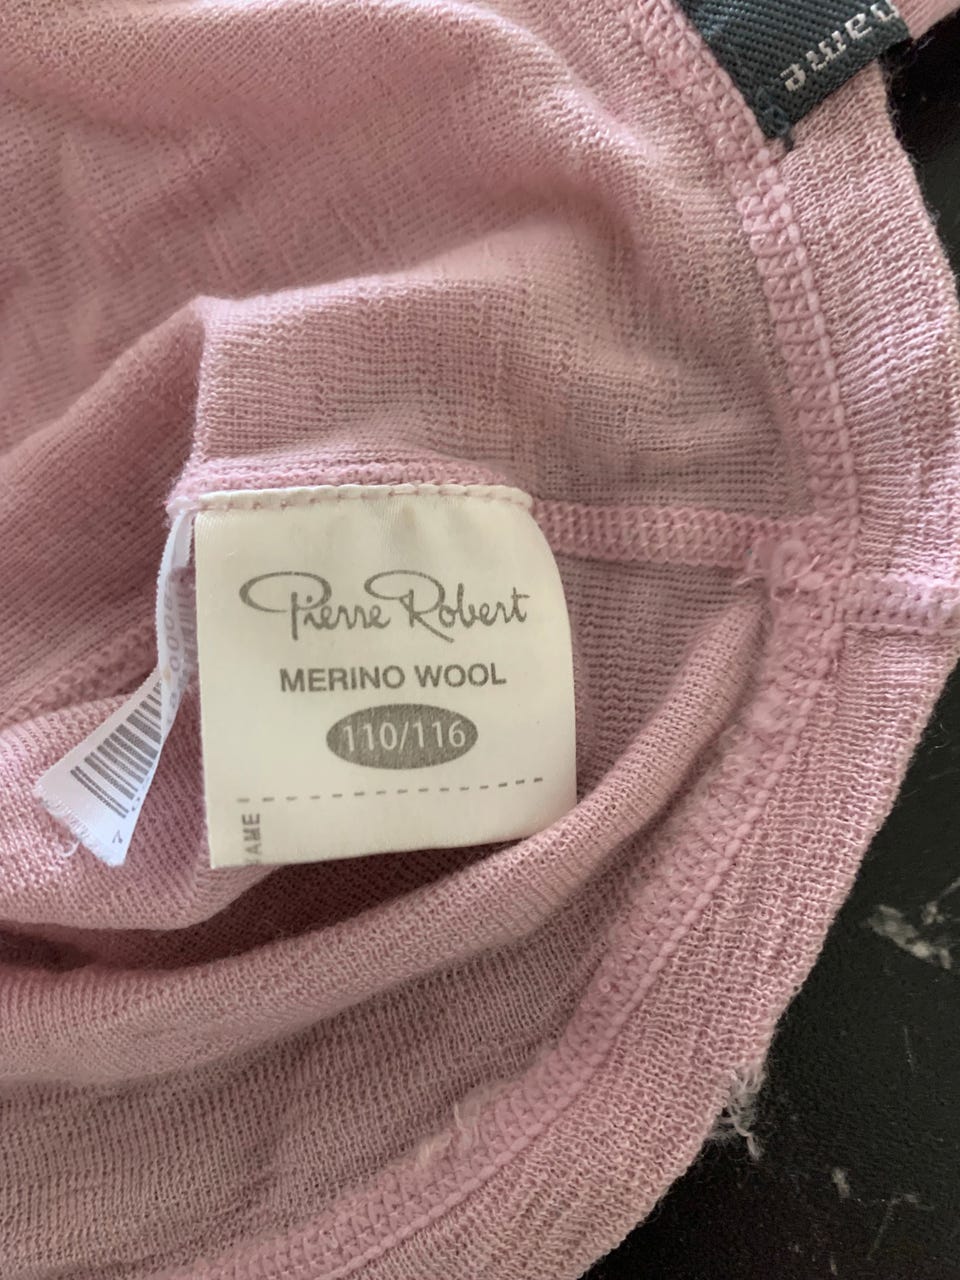 name
Pierre Robert
MERINO WOOL
110/116